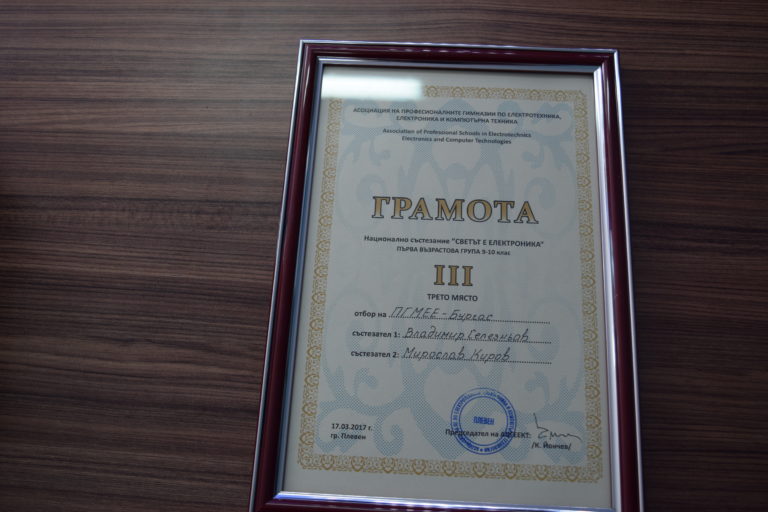 АСОЦИАЦИЯ НА ПРОФЕСИОНАЛНИТЕ ГИМНАЗИИ ПО ЕЛЕКТРОТЕХНИКА,
ЕЛЕКТРОНИКА И КОМПЮТЪРНА ТЕХНИКА
Association of Professional Schools in Electrotechnics
Electronics and Computer Technologies
ГРАМОТА
Национално състезание "СВЕТЪТ Е ЕЛЕКТРОНИКА"
ПЪРВА ВЪЗРАСТОВА ГРУПА 9-10 клас
III
ТРЕТО МЯСТО
отбор на ПГМЕЕ - Бургас
състезател 1: Владимир Селезньов
състезател 2: Мирослав Киров
ПЛЕВЕН
17.03.2017 г.
гр. Плевен
Председател на АПГЕЕКТ:
/К. Йончев/